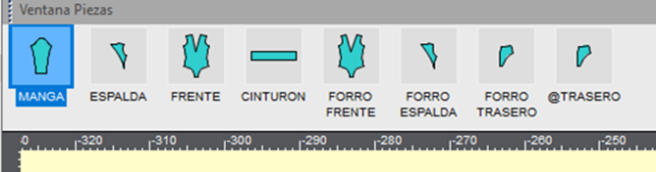 Ventana Piezas
MANGA ESPALDA FRENTE CINTURON FORRO FRENTE FORRO ESPALDA FORRO TRASERO @TRASERO
0 -320 -310 -300 -290 -280 -270 -260 -250